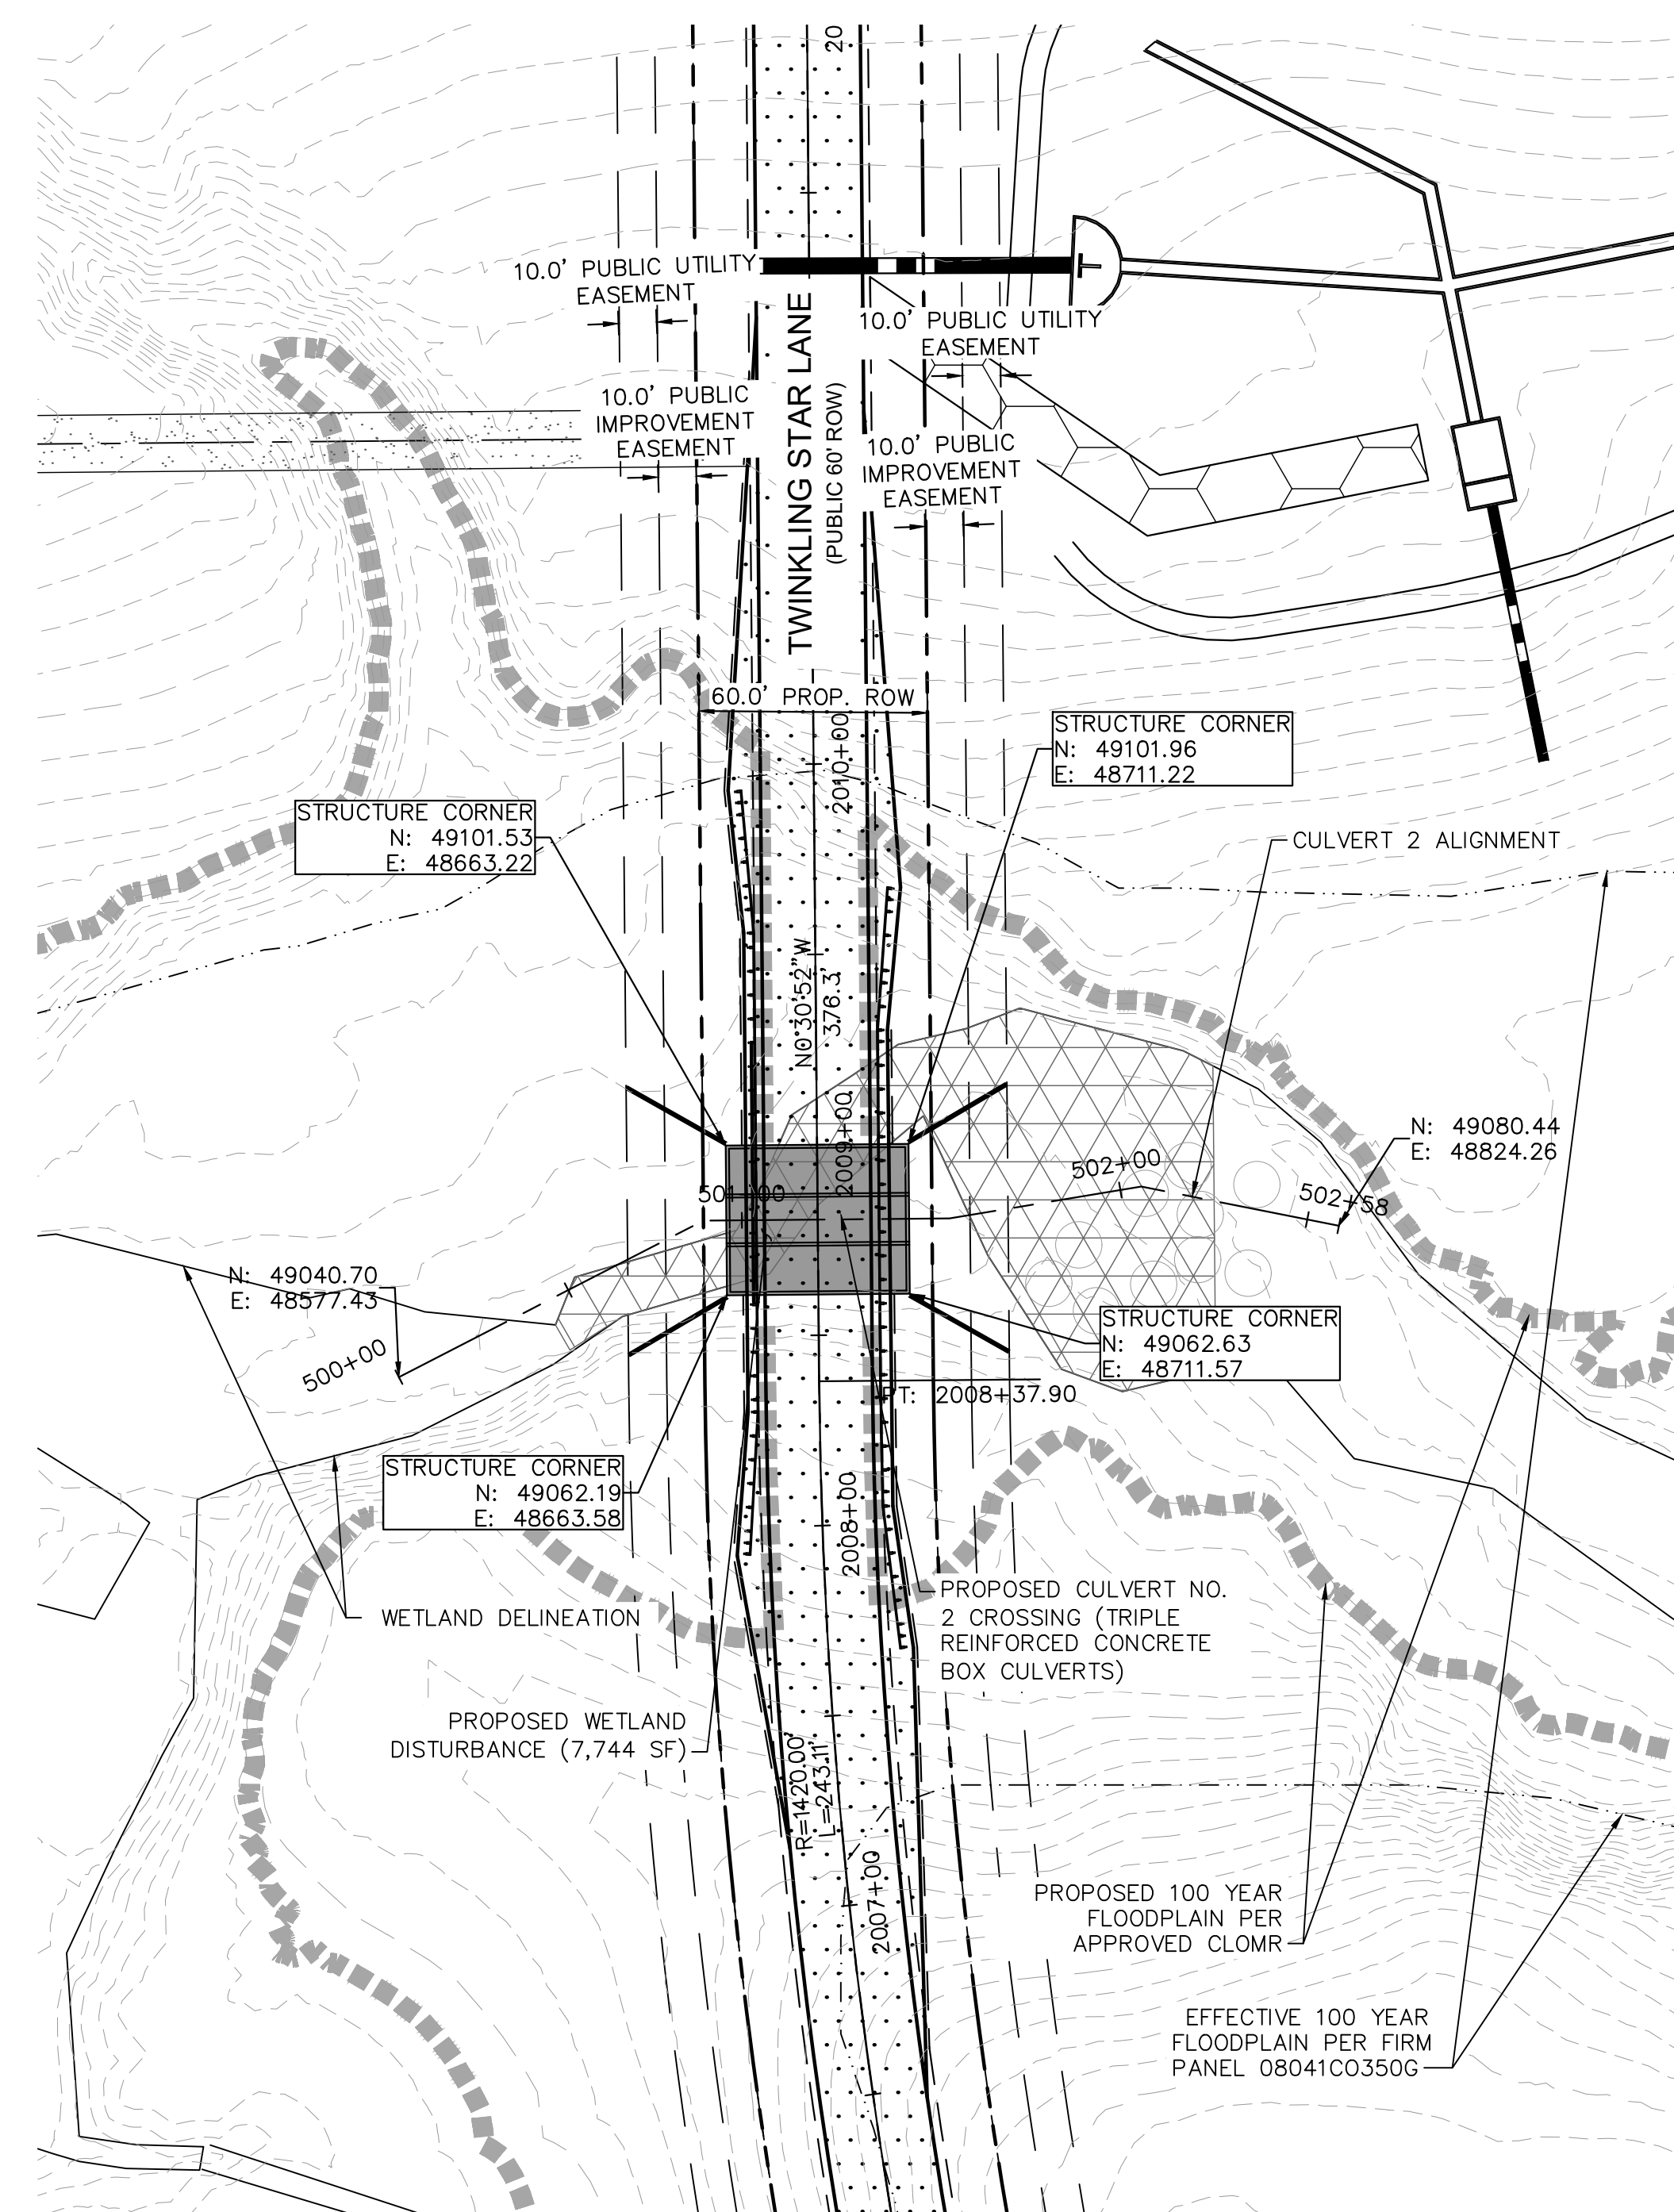 20
10.0' PUBLIC UTILITY
EASEMENT
10.0' PUBLIC UTILITY
EASEMENT
TWINKLING STAR LANE
(PUBLIC 60' ROW)
10.0' PUBLIC
IMPROVEMENT
EASEMENT
10.0' PUBLIC
IMPROVEMENT
EASEMENT
60.0' PROP. ROW
2010+00
STRUCTURE CORNER
N: 49101.96
E: 48711.22
STRUCTURE CORNER
N: 49101.53
E: 48663.22
CULVERT 2 ALIGNMENT
N0°30'52"W
376.3'
2009+00
N: 49080.44
E: 48824.26
502+00
502+58
501+00
N: 49040.70
E: 48577.43
500+00
STRUCTURE CORNER
N: 49062.63
E: 48711.57
PT: 2008+37.90
STRUCTURE CORNER
N: 49062.19
E: 48663.58
2008+00
WETLAND DELINEATION
PROPOSED CULVERT NO.
2 CROSSING (TRIPLE
REINFORCED CONCRETE
BOX CULVERTS)
PROPOSED WETLAND
DISTURBANCE (7,744 SF)
R=1420.00'
L=243.11'
2007+00
PROPOSED 100 YEAR
FLOODPLAIN PER
APPROVED CLOMR
EFFECTIVE 100 YEAR
FLOODPLAIN PER FIRM
PANEL 08041CO350G